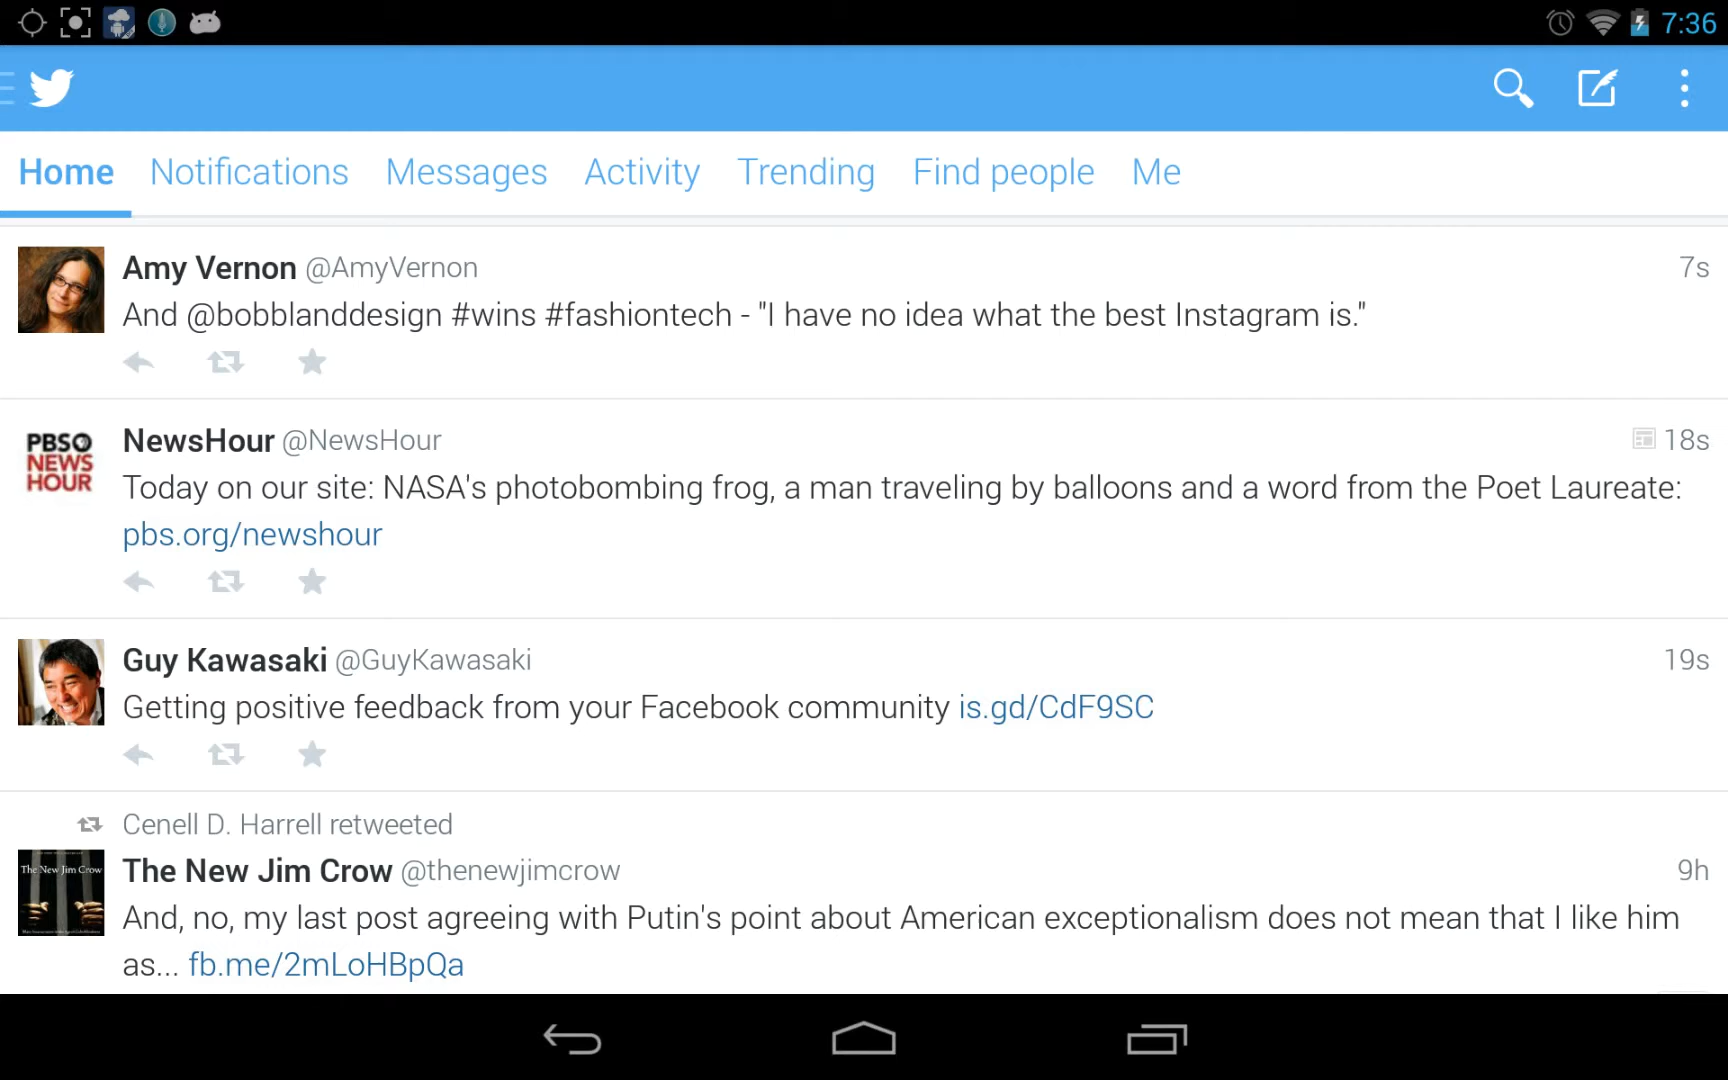 7:36
Home Notifications Messages Activity Trending Find people Me
Amy Vernon @AmyVernon 7s
And @bobblanddesign #wins #fashiontech - "I have no idea what the best Instagram is."
PBS NEWS HOUR
NewsHour @NewsHour 18s
Today on our site: NASA's photobombing frog, a man traveling by balloons and a word from the Poet Laureate:
pbs.org/newshour
Guy Kawasaki @GuyKawasaki 19s
Getting positive feedback from your Facebook community is.gd/CdF9SC
Cenell D. Harrell retweeted
The New Jim Crow
The New Jim Crow @thenewjimcrow 9h
And, no, my last post agreeing with Putin's point about American exceptionalism does not mean that I like him
as... fb.me/2mLoHBpQa